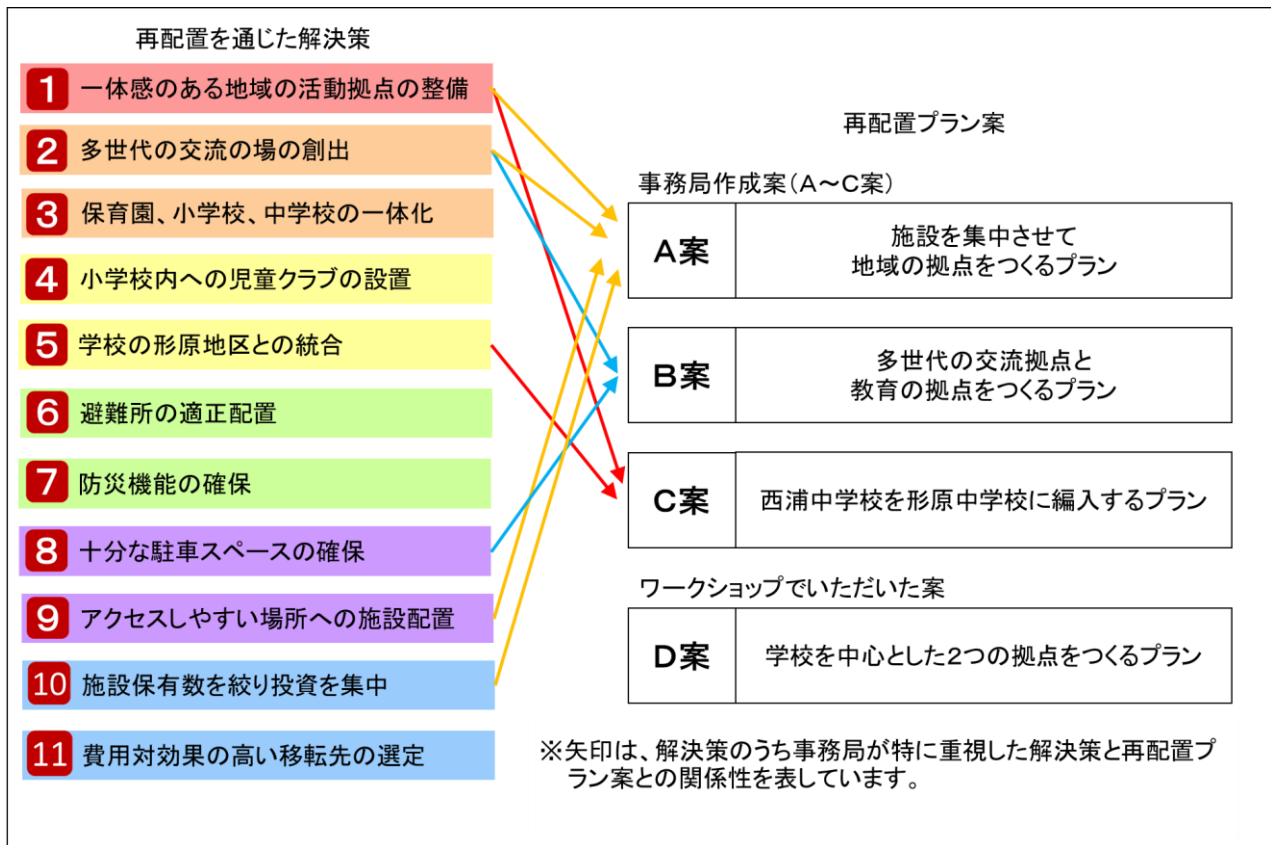 再配置を通じた解決策
1 一体感のある地域の活動拠点の整備
2 多世代の交流の場の創出
3 保育園、小学校、中学校の一体化
4 小学校内への児童クラブの設置
5 学校の形原地区との統合
6 避難所の適正配置
7 防災機能の確保
8 十分な駐車スペースの確保
9 アクセスしやすい場所への施設配置
10 施設保有数を絞り投資を集中
11 費用対効果の高い移転先の選定
再配置プラン案
事務局作成案(A～C案)
A案
施設を集中させて
地域の拠点をつくるプラン
B案
多世代の交流拠点と
教育の拠点をつくるプラン
C案
西浦中学校を形原中学校に編入するプラン
ワークショップでいただいた案
D案
学校を中心とした2つの拠点をつくるプラン
※矢印は、解決策のうち事務局が特に重視した解決策と再配置プ
ラン案との関係性を表しています。